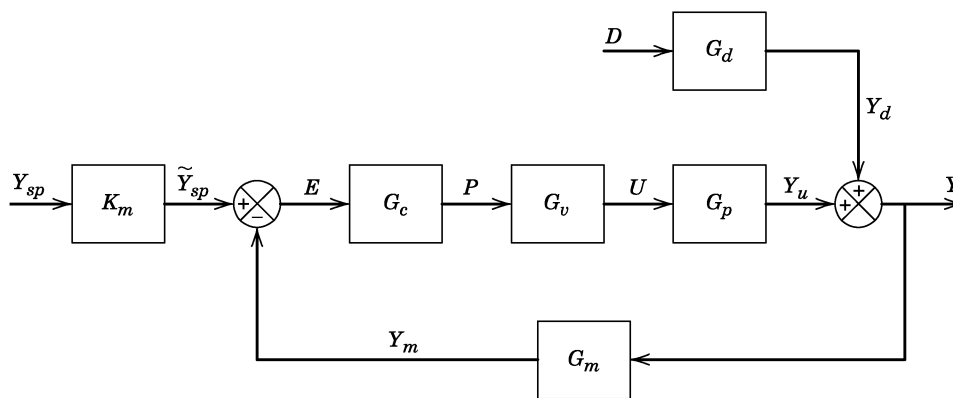 D
G_d
Y_d
Y_sp
K_m
Ỹ_sp
+
−
E
G_c
P
G_v
U
G_p
Y_u
+
+
Y
Y_m
G_m